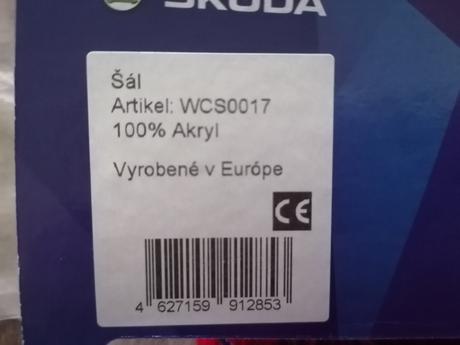 ŠKODA
Šál
Artikel: WCS0017
100% Akryl
Vyrobené v Európe
CE
4 627159 912853